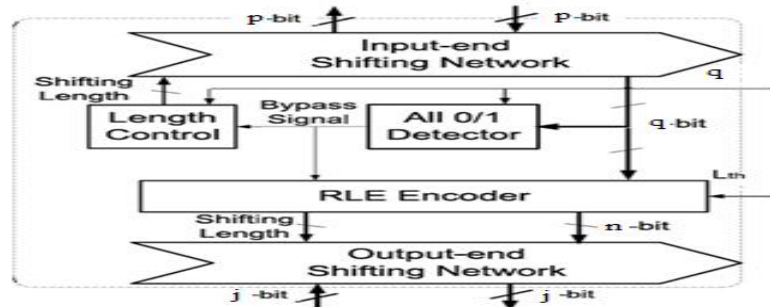 p-bit
p-bit
Input-end
Shifting Network
Shifting
Length
q
Length
Control
Bypass
Signal
All 0/1
Detector
q-bit
Lth
RLE Encoder
Shifting
Length
n-bit
Output-end
Shifting Network
j-bit
j-bit